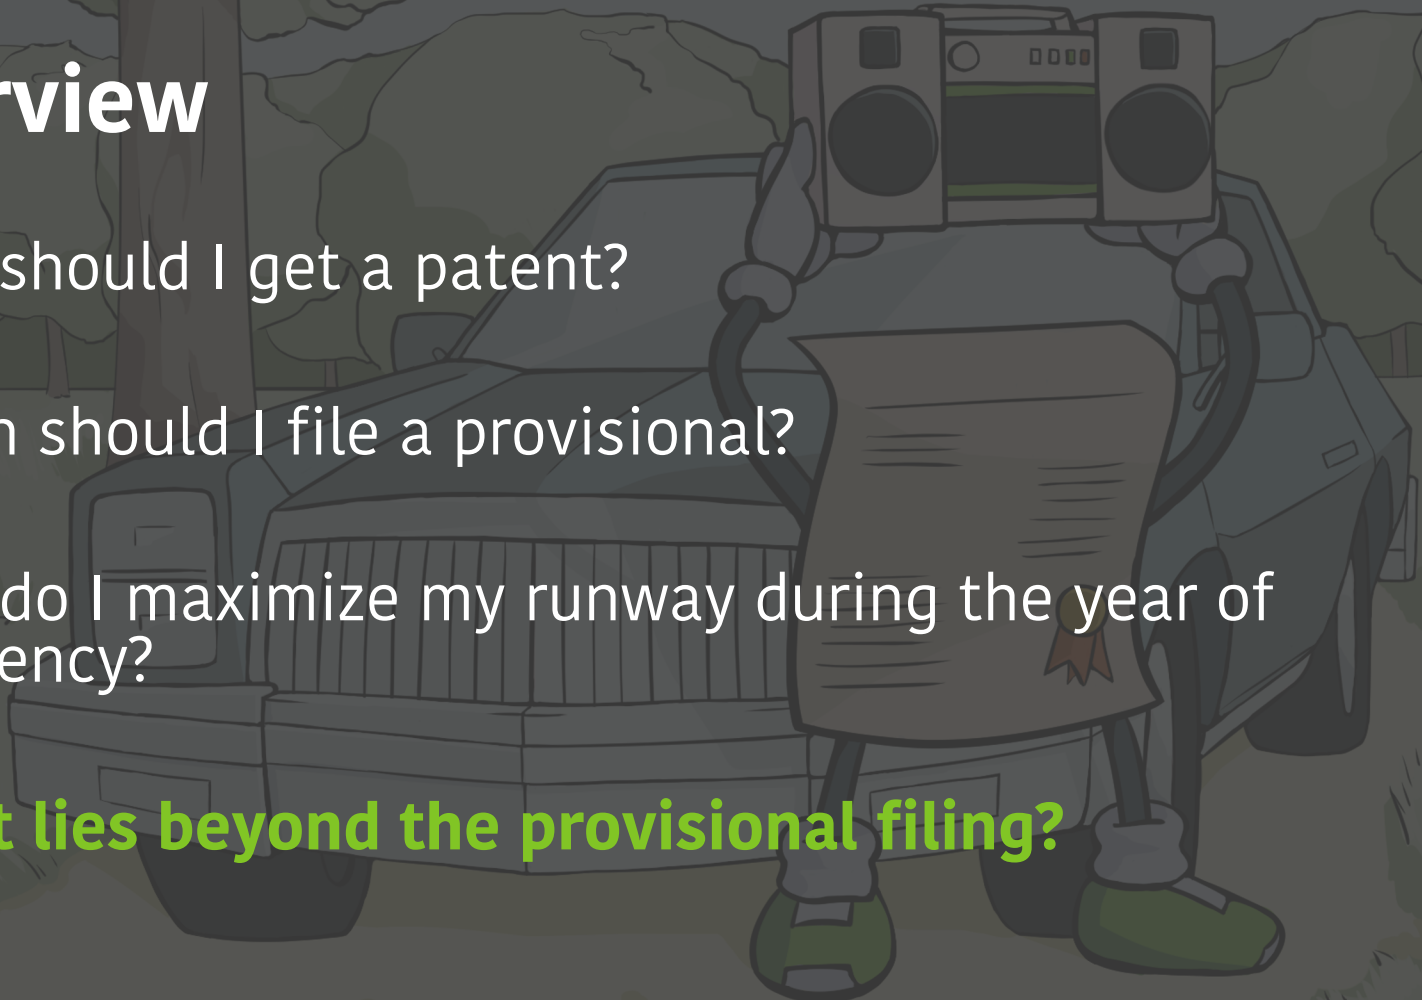 rview
should I get a patent?
n should I file a provisional?
do I maximize my runway during the year of
ency?
t lies beyond the provisional filing?